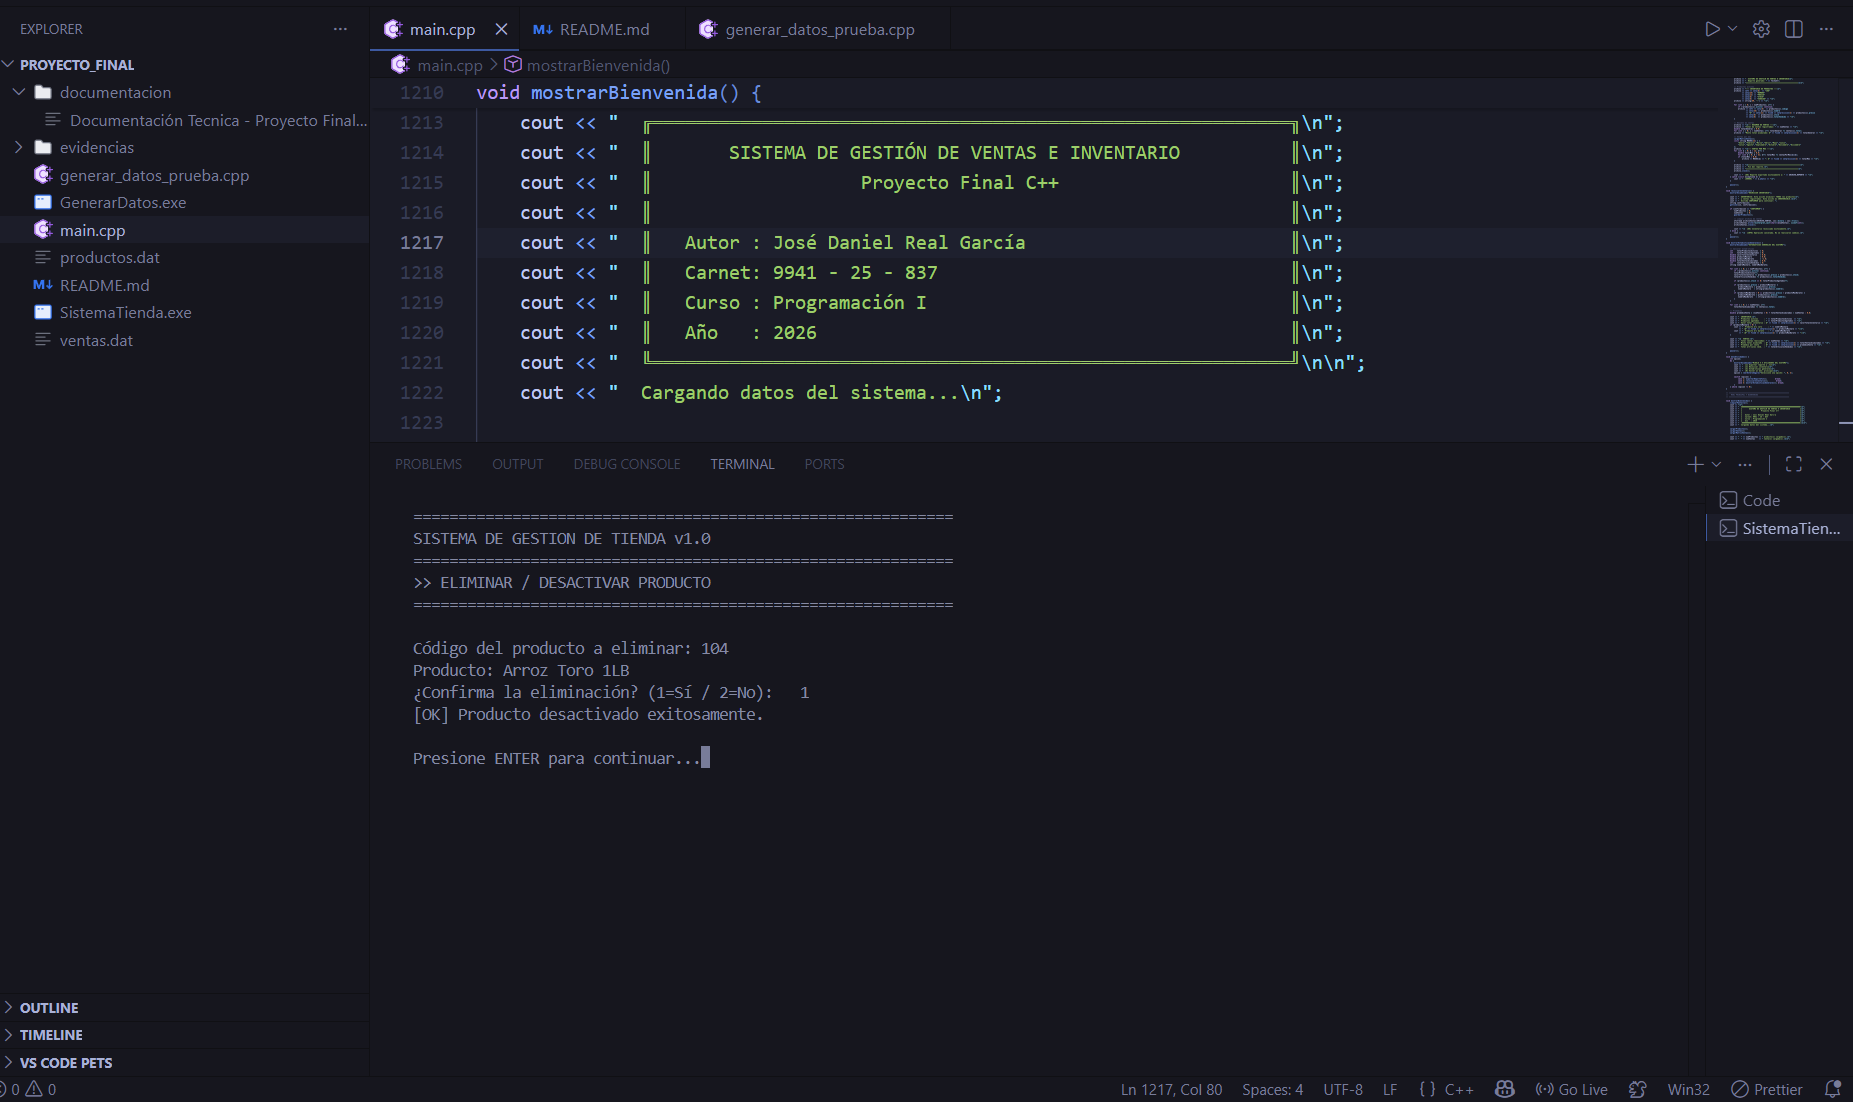 EXPLORER
PROYECTO_FINAL
documentacion
Documentación Tecnica - Proyecto Final...
evidencias
generar_datos_prueba.cpp
GenerarDatos.exe
main.cpp
productos.dat
README.md
SistemaTienda.exe
ventas.dat
OUTLINE
TIMELINE
VS CODE PETS
main.cpp
README.md
generar_datos_prueba.cpp
main.cpp > mostrarBienvenida()
1210 void mostrarBienvenida() {
1213 cout << " ╔═══════════════════════════════════════════════════════════╗\n";
1214 cout << " ║ SISTEMA DE GESTIÓN DE VENTAS E INVENTARIO ║\n";
1215 cout << " ║ Proyecto Final C++ ║\n";
1216 cout << " ║ ║\n";
1217 cout << " ║ Autor : José Daniel Real García ║\n";
1218 cout << " ║ Carnet: 9941 - 25 - 837 ║\n";
1219 cout << " ║ Curso : Programación I ║\n";
1220 cout << " ║ Año : 2026 ║\n";
1221 cout << " ╚═══════════════════════════════════════════════════════════╝\n\n";
1222 cout << " Cargando datos del sistema...\n";
1223
PROBLEMS OUTPUT DEBUG CONSOLE TERMINAL PORTS
============================================================
SISTEMA DE GESTION DE TIENDA v1.0
============================================================
>> ELIMINAR / DESACTIVAR PRODUCTO
============================================================
Código del producto a eliminar: 104
Producto: Arroz Toro 1LB
¿Confirma la eliminación? (1=Sí / 2=No): 1
[OK] Producto desactivado exitosamente.
Presione ENTER para continuar...
Code
SistemaTien...
0 0
Ln 1217, Col 80 Spaces: 4 UTF-8 LF { } C++ Go Live Win32 Prettier